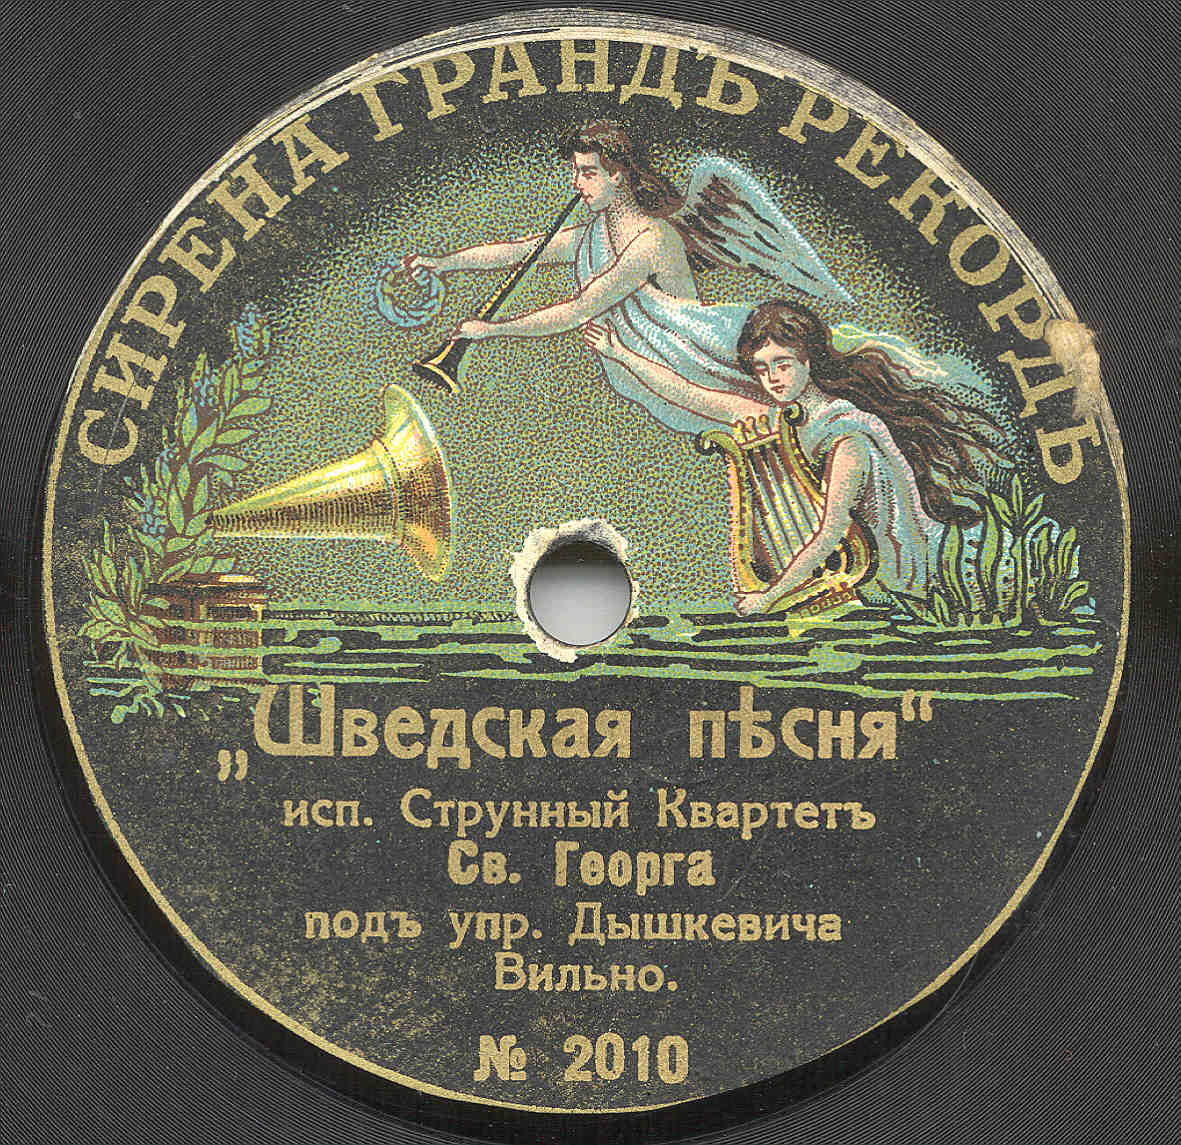 СИРЕНА ГРАНДЪ РЕКОРДЪ
„Шведская пѣсня“
исп. Струнный Квартетъ
Св. Георга
подъ упр. Дышкевича
Вильно.
№ 2010